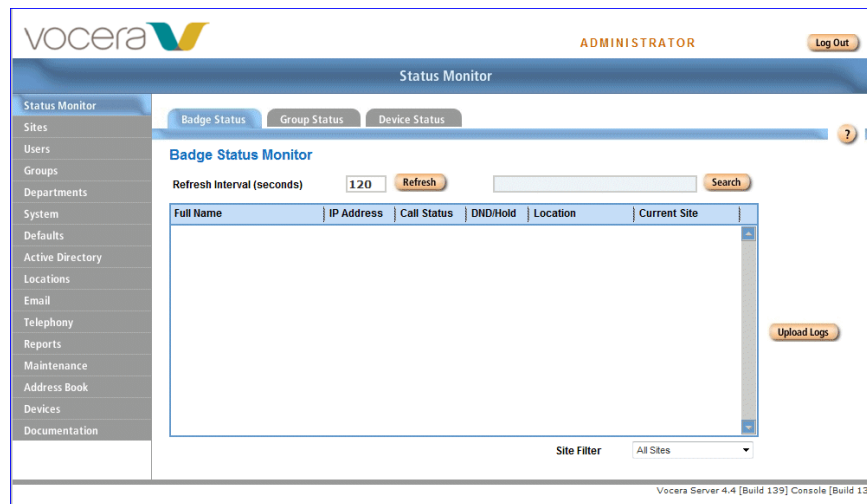 vocera
ADMINISTRATOR
Log Out
Status Monitor
Status Monitor
Sites
Users
Groups
Departments
System
Defaults
Active Directory
Locations
Email
Telephony
Reports
Maintenance
Address Book
Devices
Documentation
Badge Status Group Status Device Status
?
Badge Status Monitor
Refresh Interval (seconds) 120 Refresh Search
Full Name IP Address Call Status DND/Hold Location Current Site
Upload Logs
Site Filter All Sites
Vocera Server 4.4 [Build 139] Console [Build